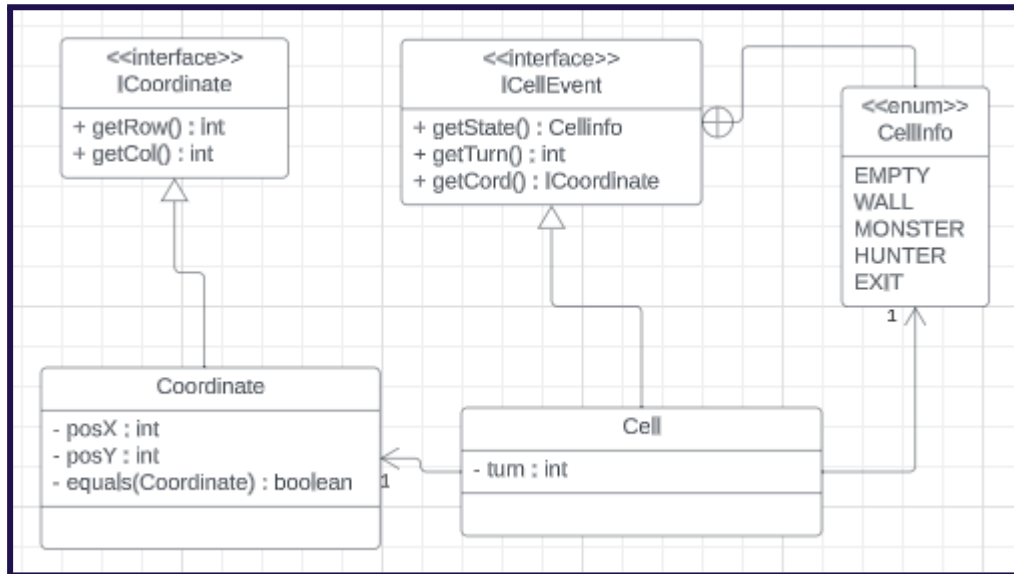 <<interface>>
ICoordinate
+ getRow() : int
+ getCol() : int
<<interface>>
ICellEvent
+ getState() : Cellinfo
+ getTurn() : int
+ getCord() : ICoordinate
<<enum>>
CellInfo
EMPTY
WALL
MONSTER
HUNTER
EXIT
1
Coordinate
- posX : int
- posY : int
- equals(Coordinate) : boolean
1
Cell
- turn : int